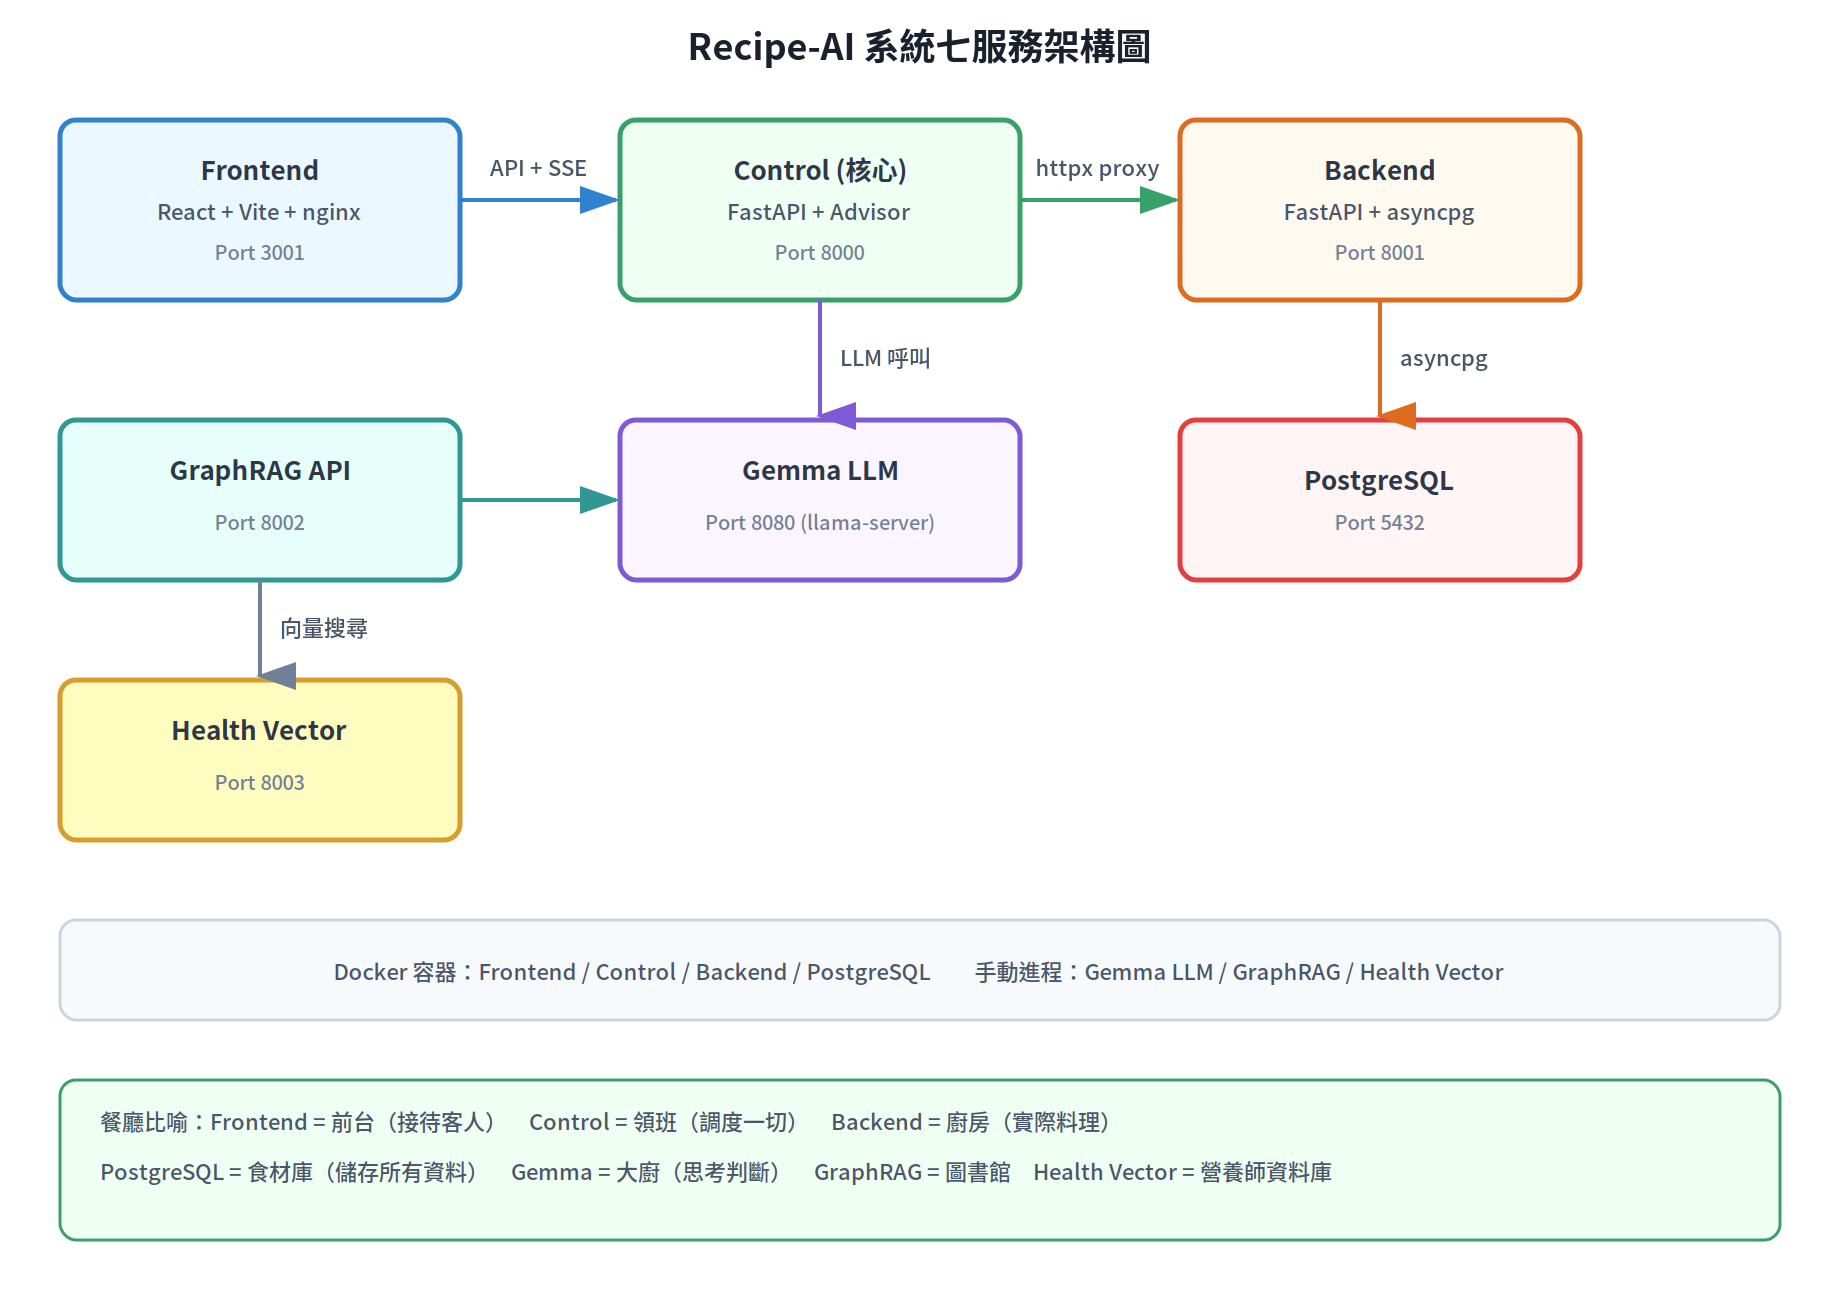 Recipe-AI 系統七服務架構圖
Frontend
React + Vite + nginx
Port 3001
API + SSE
Control (核心)
FastAPI + Advisor
Port 8000
httpx proxy
Backend
FastAPI + asyncpg
Port 8001
LLM 呼叫
asyncpg
GraphRAG API
Port 8002
Gemma LLM
Port 8080 (llama-server)
PostgreSQL
Port 5432
向量搜尋
Health Vector
Port 8003
Docker 容器：Frontend / Control / Backend / PostgreSQL　　手動進程：Gemma LLM / GraphRAG / Health Vector
餐廳比喻：Frontend = 前台（接待客人）　Control = 領班（調度一切）　Backend = 廚房（實際料理）
PostgreSQL = 食材庫（儲存所有資料）　Gemma = 大廚（思考判斷）　GraphRAG = 圖書館　Health Vector = 營養師資料庫